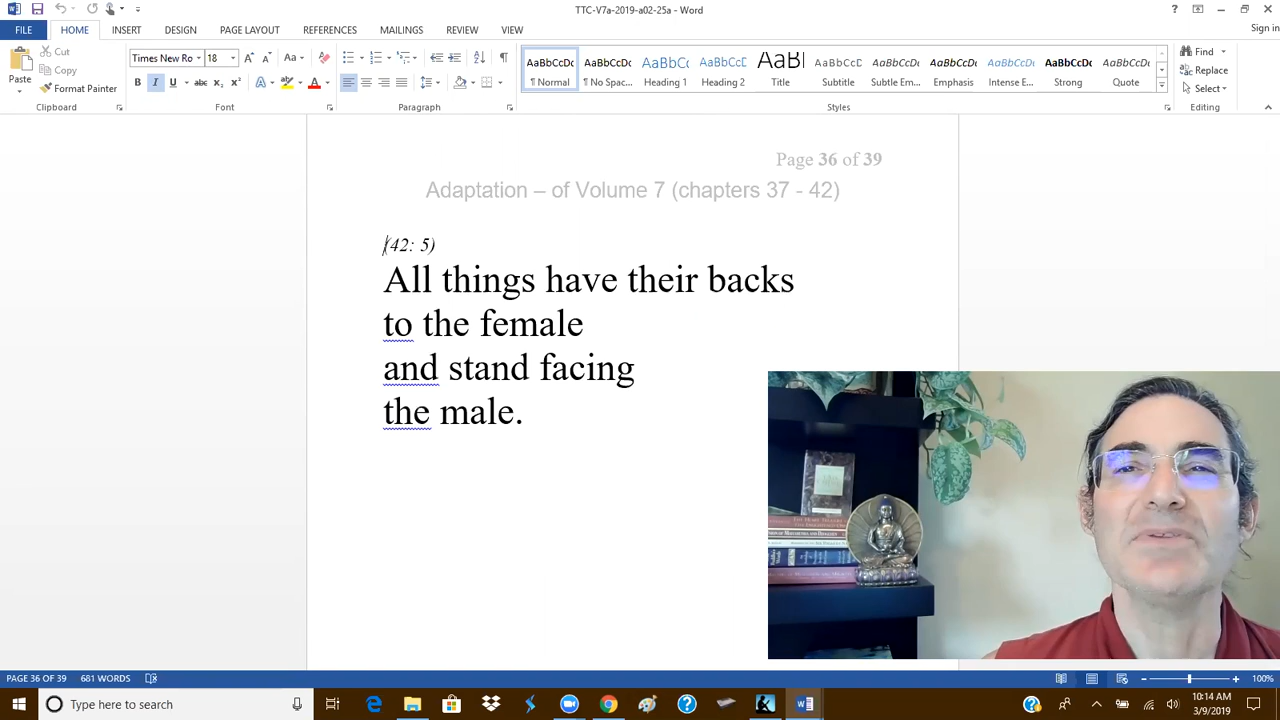 TTC-V7a-2019-a02-25a - Word
FILE HOME INSERT DESIGN PAGE LAYOUT REFERENCES MAILINGS REVIEW VIEW
Sign in
Paste
Cut
Copy
Format Painter
Clipboard
Times New Ro 18
Font
Paragraph
AaBbCcDc AaBbCcDc AaBbC( AaBbCcC AaBl AaBbCcC AaBbCcDc AaBbCcDc AaBbCcDc AaBbCcDc AaBbCcDc
¶ Normal ¶ No Spac... Heading 1 Heading 2 Title Subtitle Subtle Em... Emphasis Intense E... Strong Quote
Styles
Find
Replace
Select
Editing
Page 36 of 39
Adaptation – of Volume 7 (chapters 37 - 42)
(42: 5)
All things have their backs
to the female
and stand facing
the male.
PAGE 36 OF 39 681 WORDS
100%
Type here to search
10:14 AM
3/9/2019